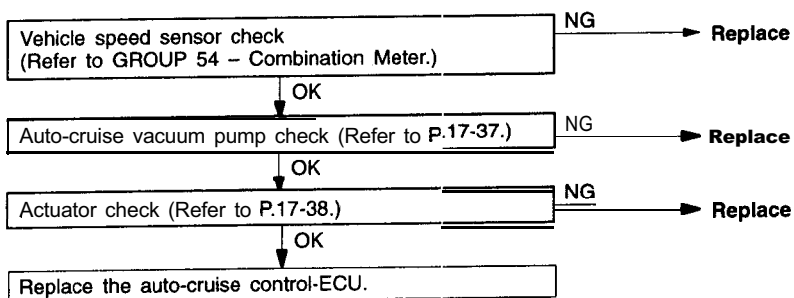 Vehicle speed sensor check
(Refer to GROUP 54 – Combination Meter.)
NG
Replace
OK
Auto-cruise vacuum pump check (Refer to P.17-37.)
NG
Replace
OK
Actuator check (Refer to P.17-38.)
NG
Replace
OK
Replace the auto-cruise control-ECU.